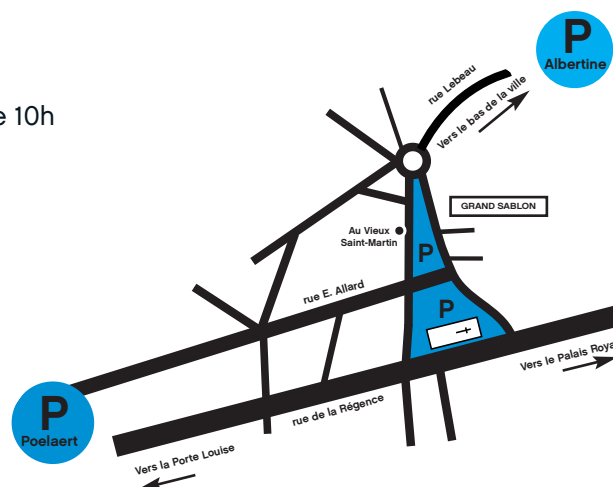 P
Albertine
e 10h
rue Lebeau
Vers le bas de la ville
GRAND SABLON
Au Vieux
Saint-Martin
P
rue E. Allard
P
Vers le Palais Roya
P
Poelaert
rue de la Régence
Vers la Porte Louise